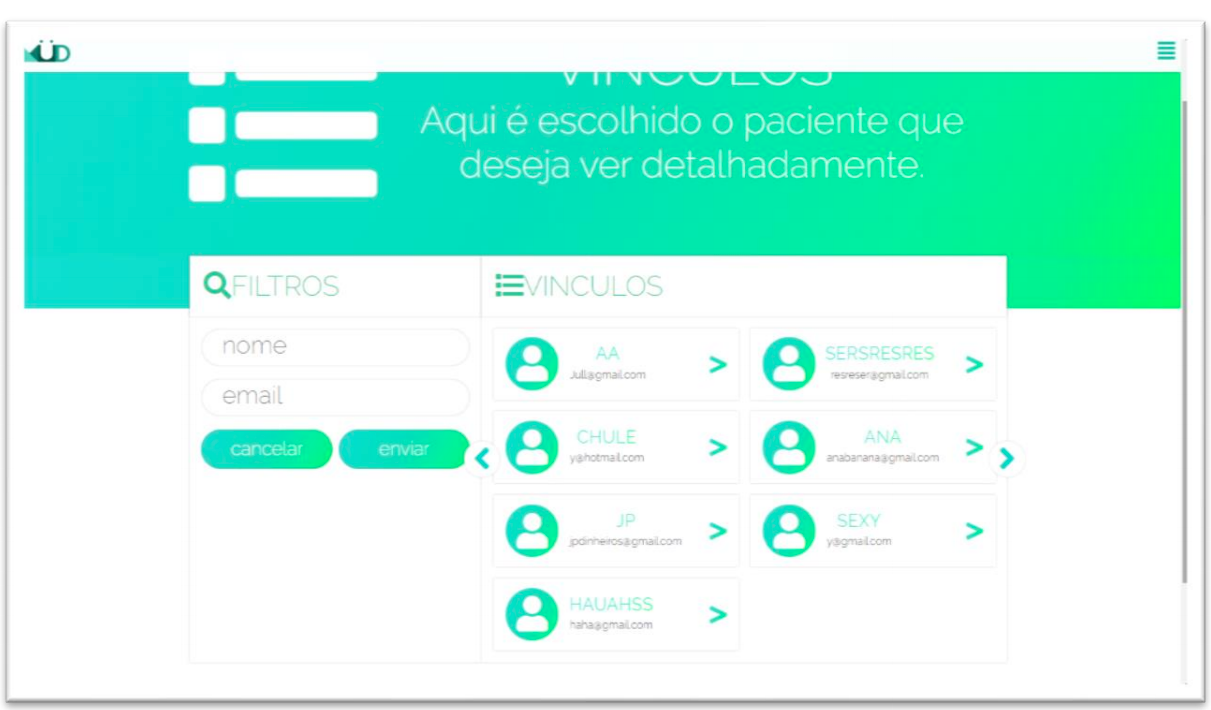 KÜD
VINCULOS
Aqui é escolhido o paciente que
deseja ver detalhadamente.
FILTROS
nome
email
cancelar
enviar
VINCULOS
AA
Jull@gmail.com
>
SERSRESRES
resreser@gmail.com
>
CHULE
y@hotmail.com
>
ANA
anabanana@gmail.com
>
JP
jpdinheiros@gmail.com
>
SEXY
y@gmail.com
>
HAUAHSS
haha@gmail.com
>